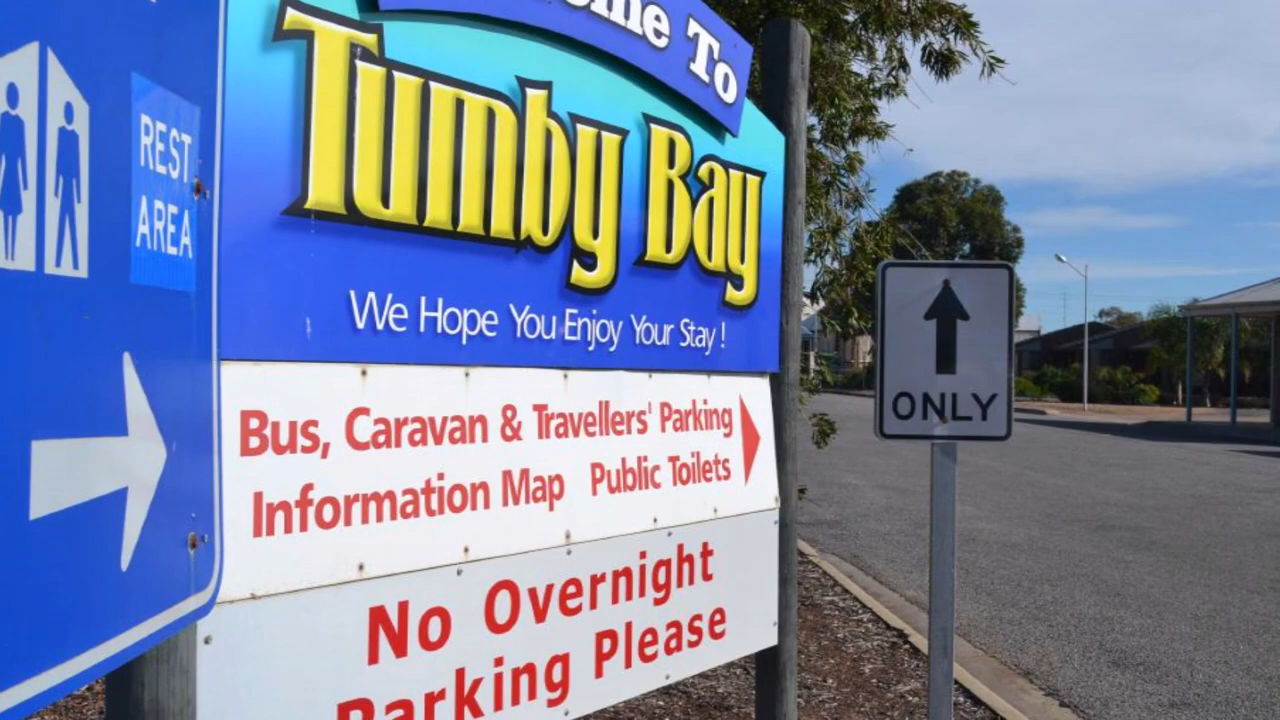 REST
AREA
To
Tumby Bay
We Hope You Enjoy Your Stay !
Bus, Caravan & Travellers' Parking
Information Map Public Toilets
No Overnight
Parking Please
ONLY